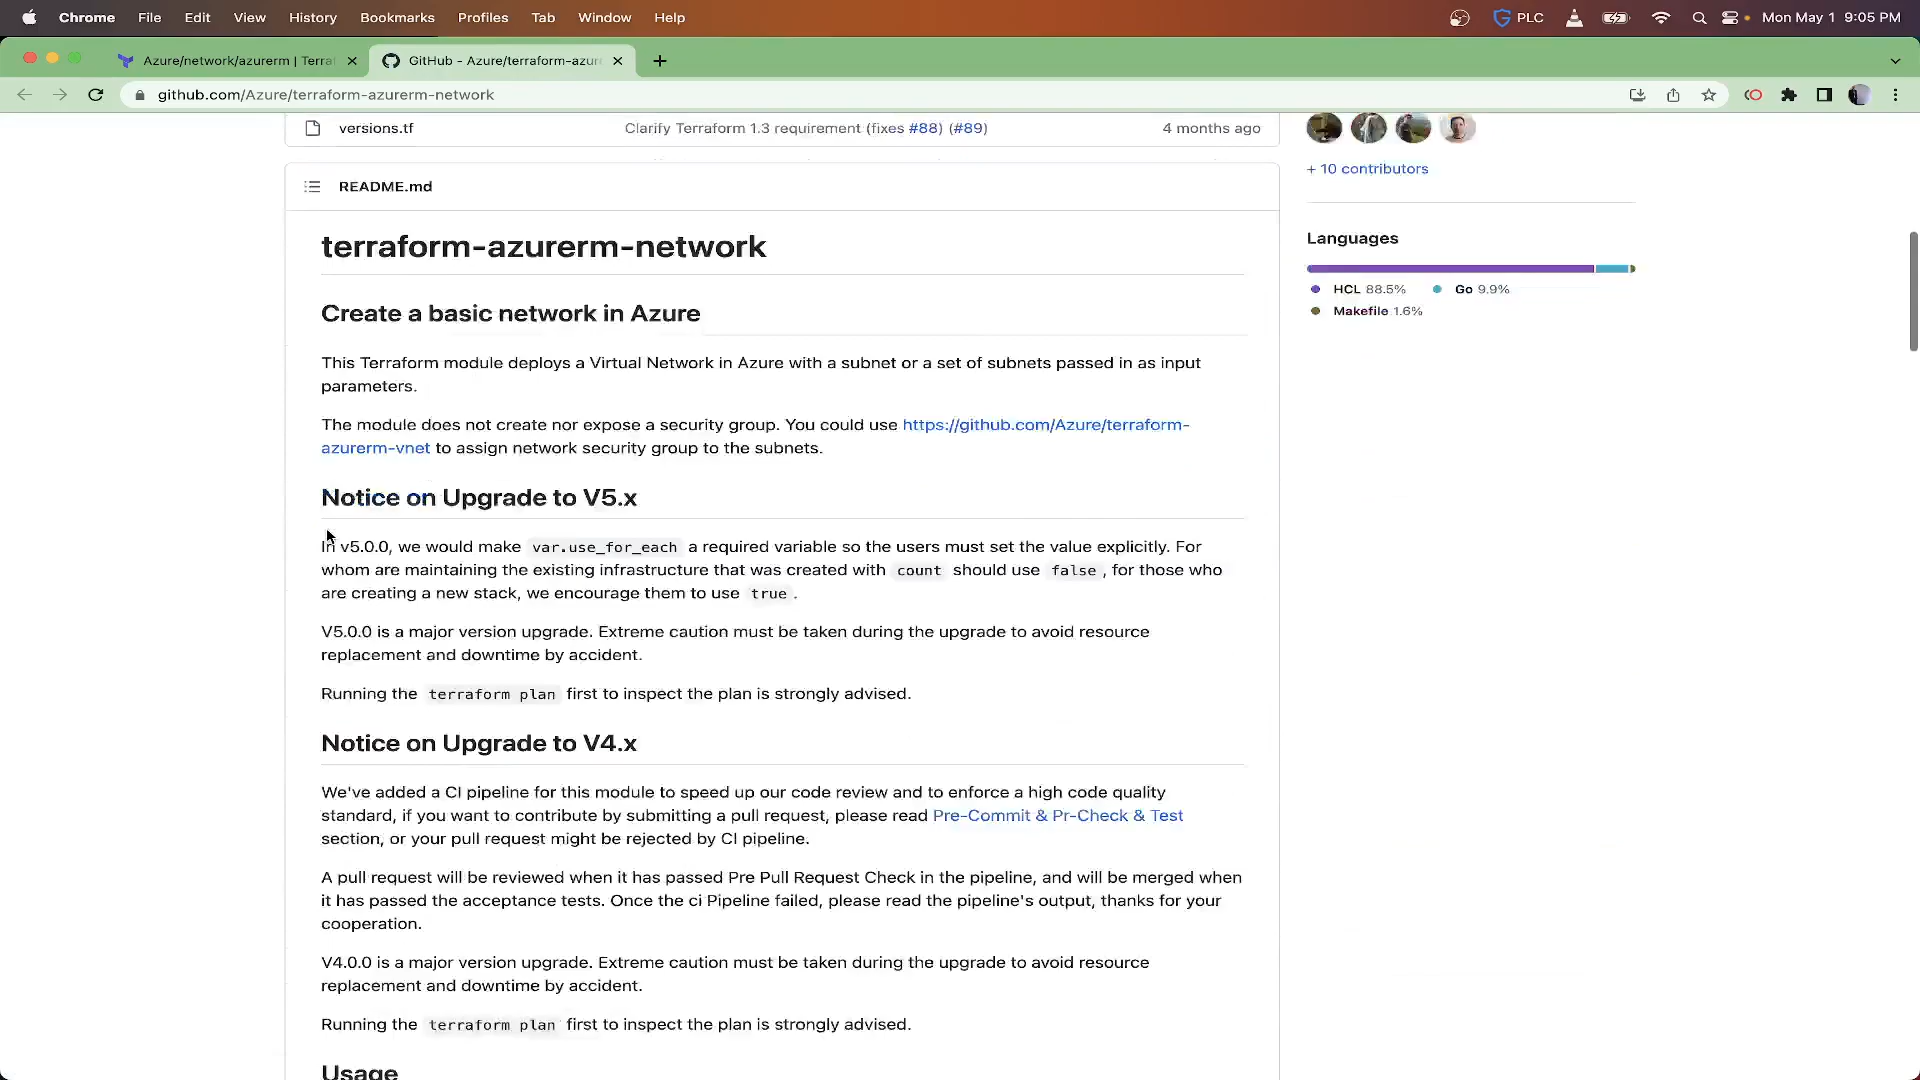 Chrome File Edit View History Bookmarks Profiles Tab Window Help PLC Mon May 1 9:05 PM
Azure/network/azurerm | Terra GitHub - Azure/terraform-azur
github.com/Azure/terraform-azurerm-network
versions.tf Clarify Terraform 1.3 requirement (fixes #88) (#89) 4 months ago
+ 10 contributors
README.md
Languages
HCL 88.5% Go 9.9%
Makefile 1.6%
terraform-azurerm-network
Create a basic network in Azure
This Terraform module deploys a Virtual Network in Azure with a subnet or a set of subnets passed in as input
parameters.
The module does not create nor expose a security group. You could use https://github.com/Azure/terraform-
azurerm-vnet to assign network security group to the subnets.
Notice on Upgrade to V5.x
In v5.0.0, we would make var.use_for_each a required variable so the users must set the value explicitly. For
whom are maintaining the existing infrastructure that was created with count should use false, for those who
are creating a new stack, we encourage them to use true.
V5.0.0 is a major version upgrade. Extreme caution must be taken during the upgrade to avoid resource
replacement and downtime by accident.
Running the terraform plan first to inspect the plan is strongly advised.
Notice on Upgrade to V4.x
We've added a CI pipeline for this module to speed up our code review and to enforce a high code quality
standard, if you want to contribute by submitting a pull request, please read Pre-Commit & Pr-Check & Test
section, or your pull request might be rejected by CI pipeline.
A pull request will be reviewed when it has passed Pre Pull Request Check in the pipeline, and will be merged when
it has passed the acceptance tests. Once the ci Pipeline failed, please read the pipeline's output, thanks for your
cooperation.
V4.0.0 is a major version upgrade. Extreme caution must be taken during the upgrade to avoid resource
replacement and downtime by accident.
Running the terraform plan first to inspect the plan is strongly advised.
Usage